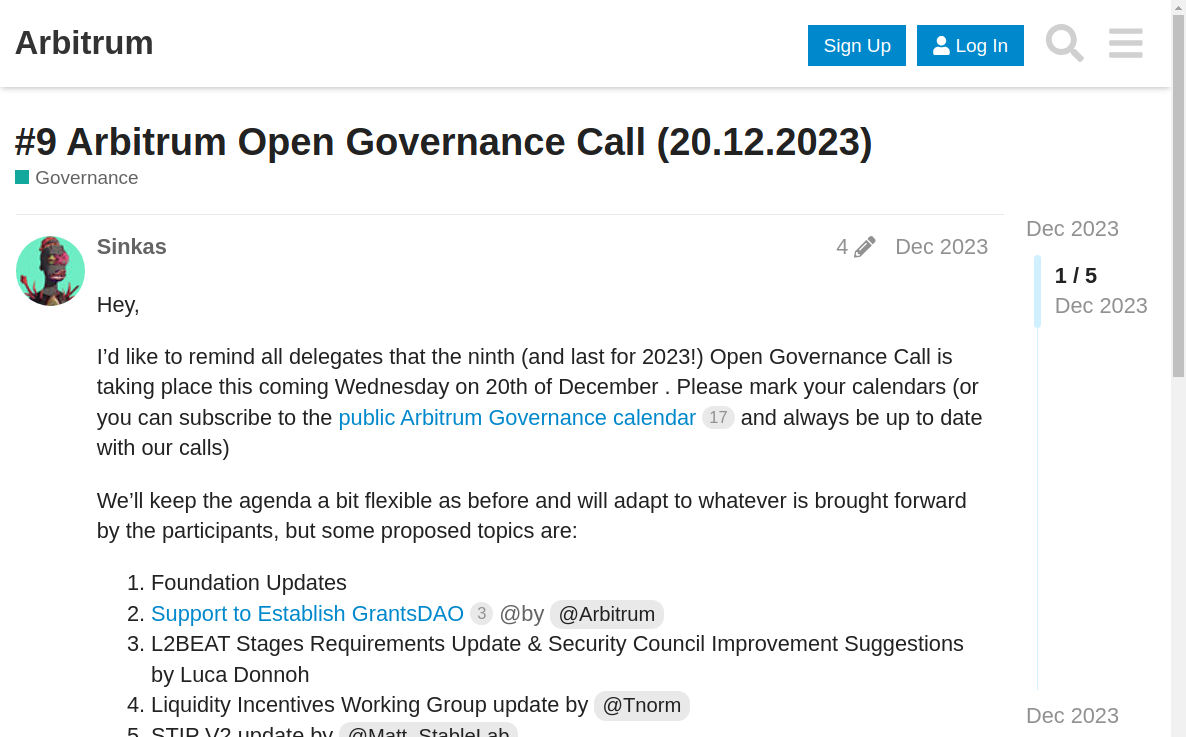 Arbitrum
Sign Up
Log In
#9 Arbitrum Open Governance Call (20.12.2023)
Governance
Sinkas
4
Dec 2023
Dec 2023
1 / 5
Dec 2023
Hey,
I’d like to remind all delegates that the ninth (and last for 2023!) Open Governance Call is
taking place this coming Wednesday on 20th of December . Please mark your calendars (or
you can subscribe to the public Arbitrum Governance calendar 17 and always be up to date
with our calls)
We’ll keep the agenda a bit flexible as before and will adapt to whatever is brought forward
by the participants, but some proposed topics are:
1. Foundation Updates
2. Support to Establish GrantsDAO 3 @by @Arbitrum
3. L2BEAT Stages Requirements Update & Security Council Improvement Suggestions
by Luca Donnoh
4. Liquidity Incentives Working Group update by @Tnorm
5. STIP V2 update by @Matt_StableLab
Dec 2023